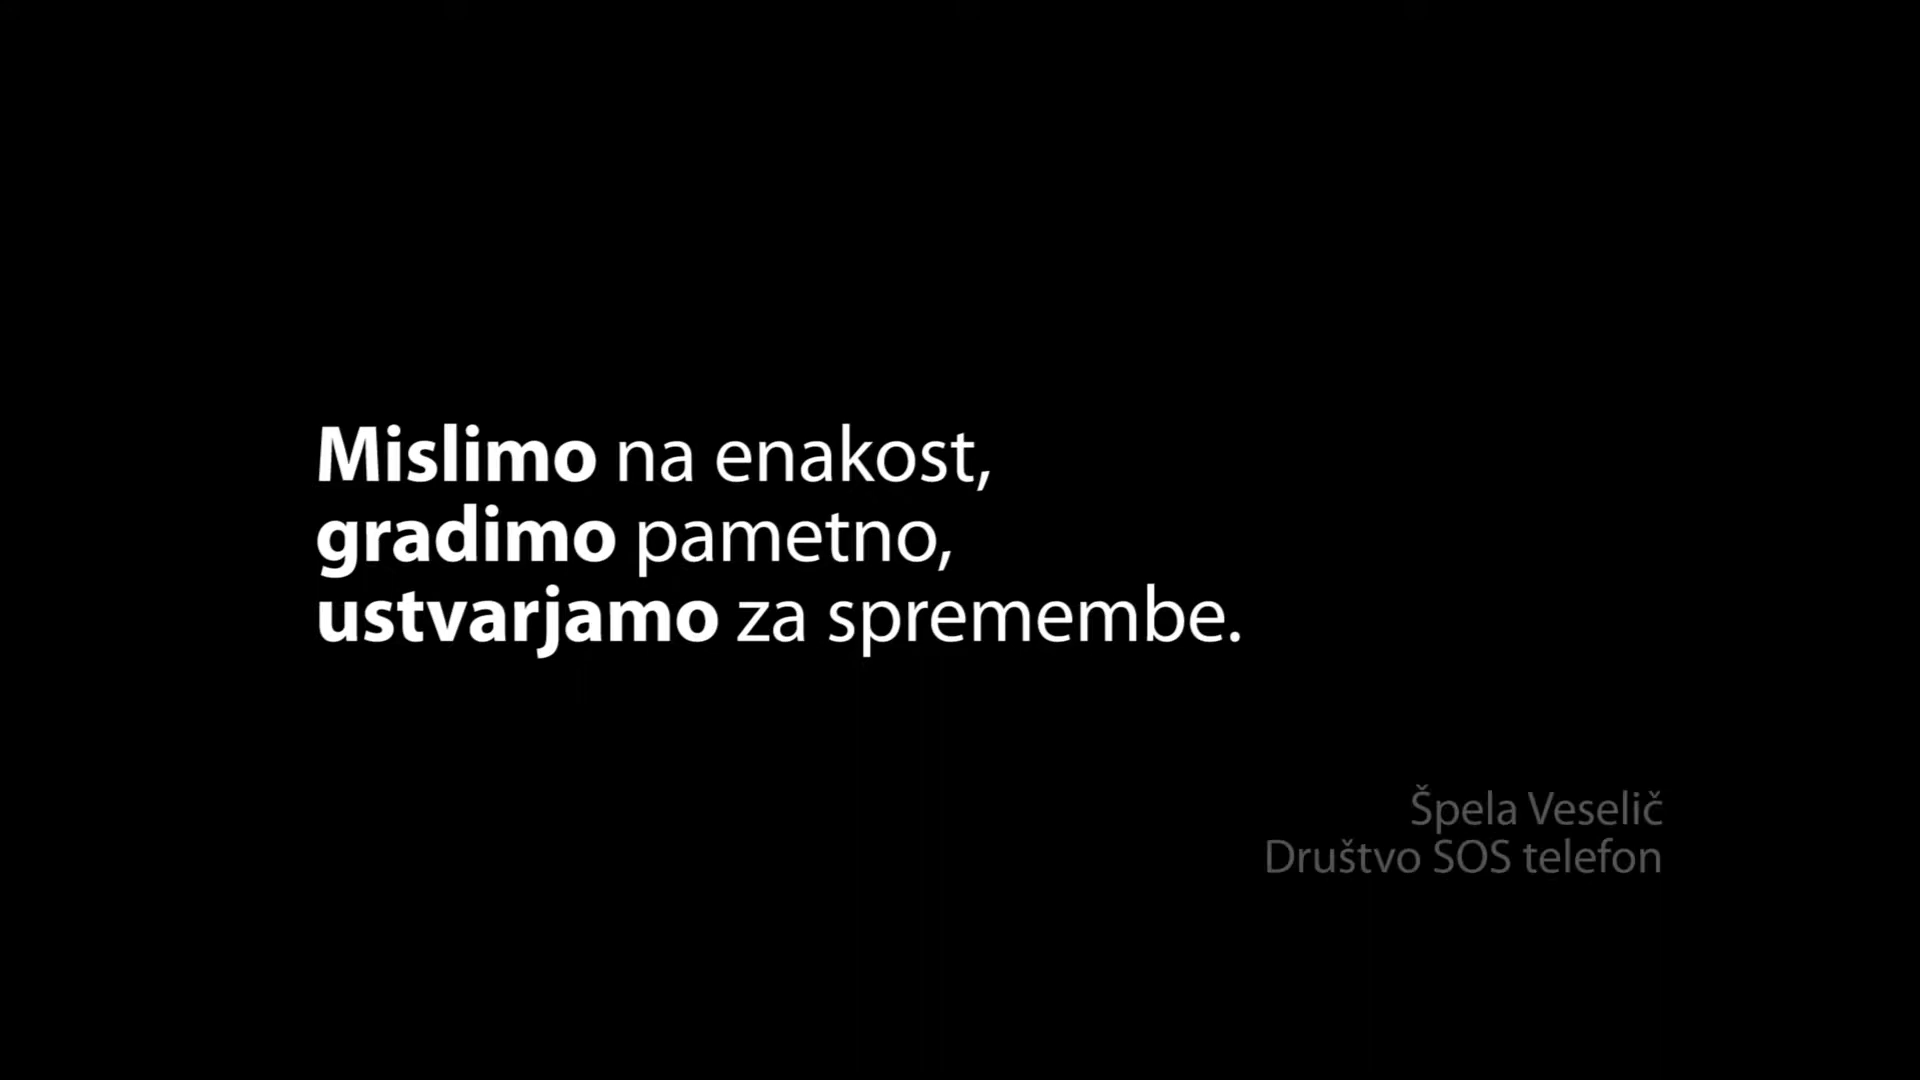 Mislimo na enakost,
gradimo pametno,
ustvarjamo za spremembe.
Špela Veselič
Društvo SOS telefon